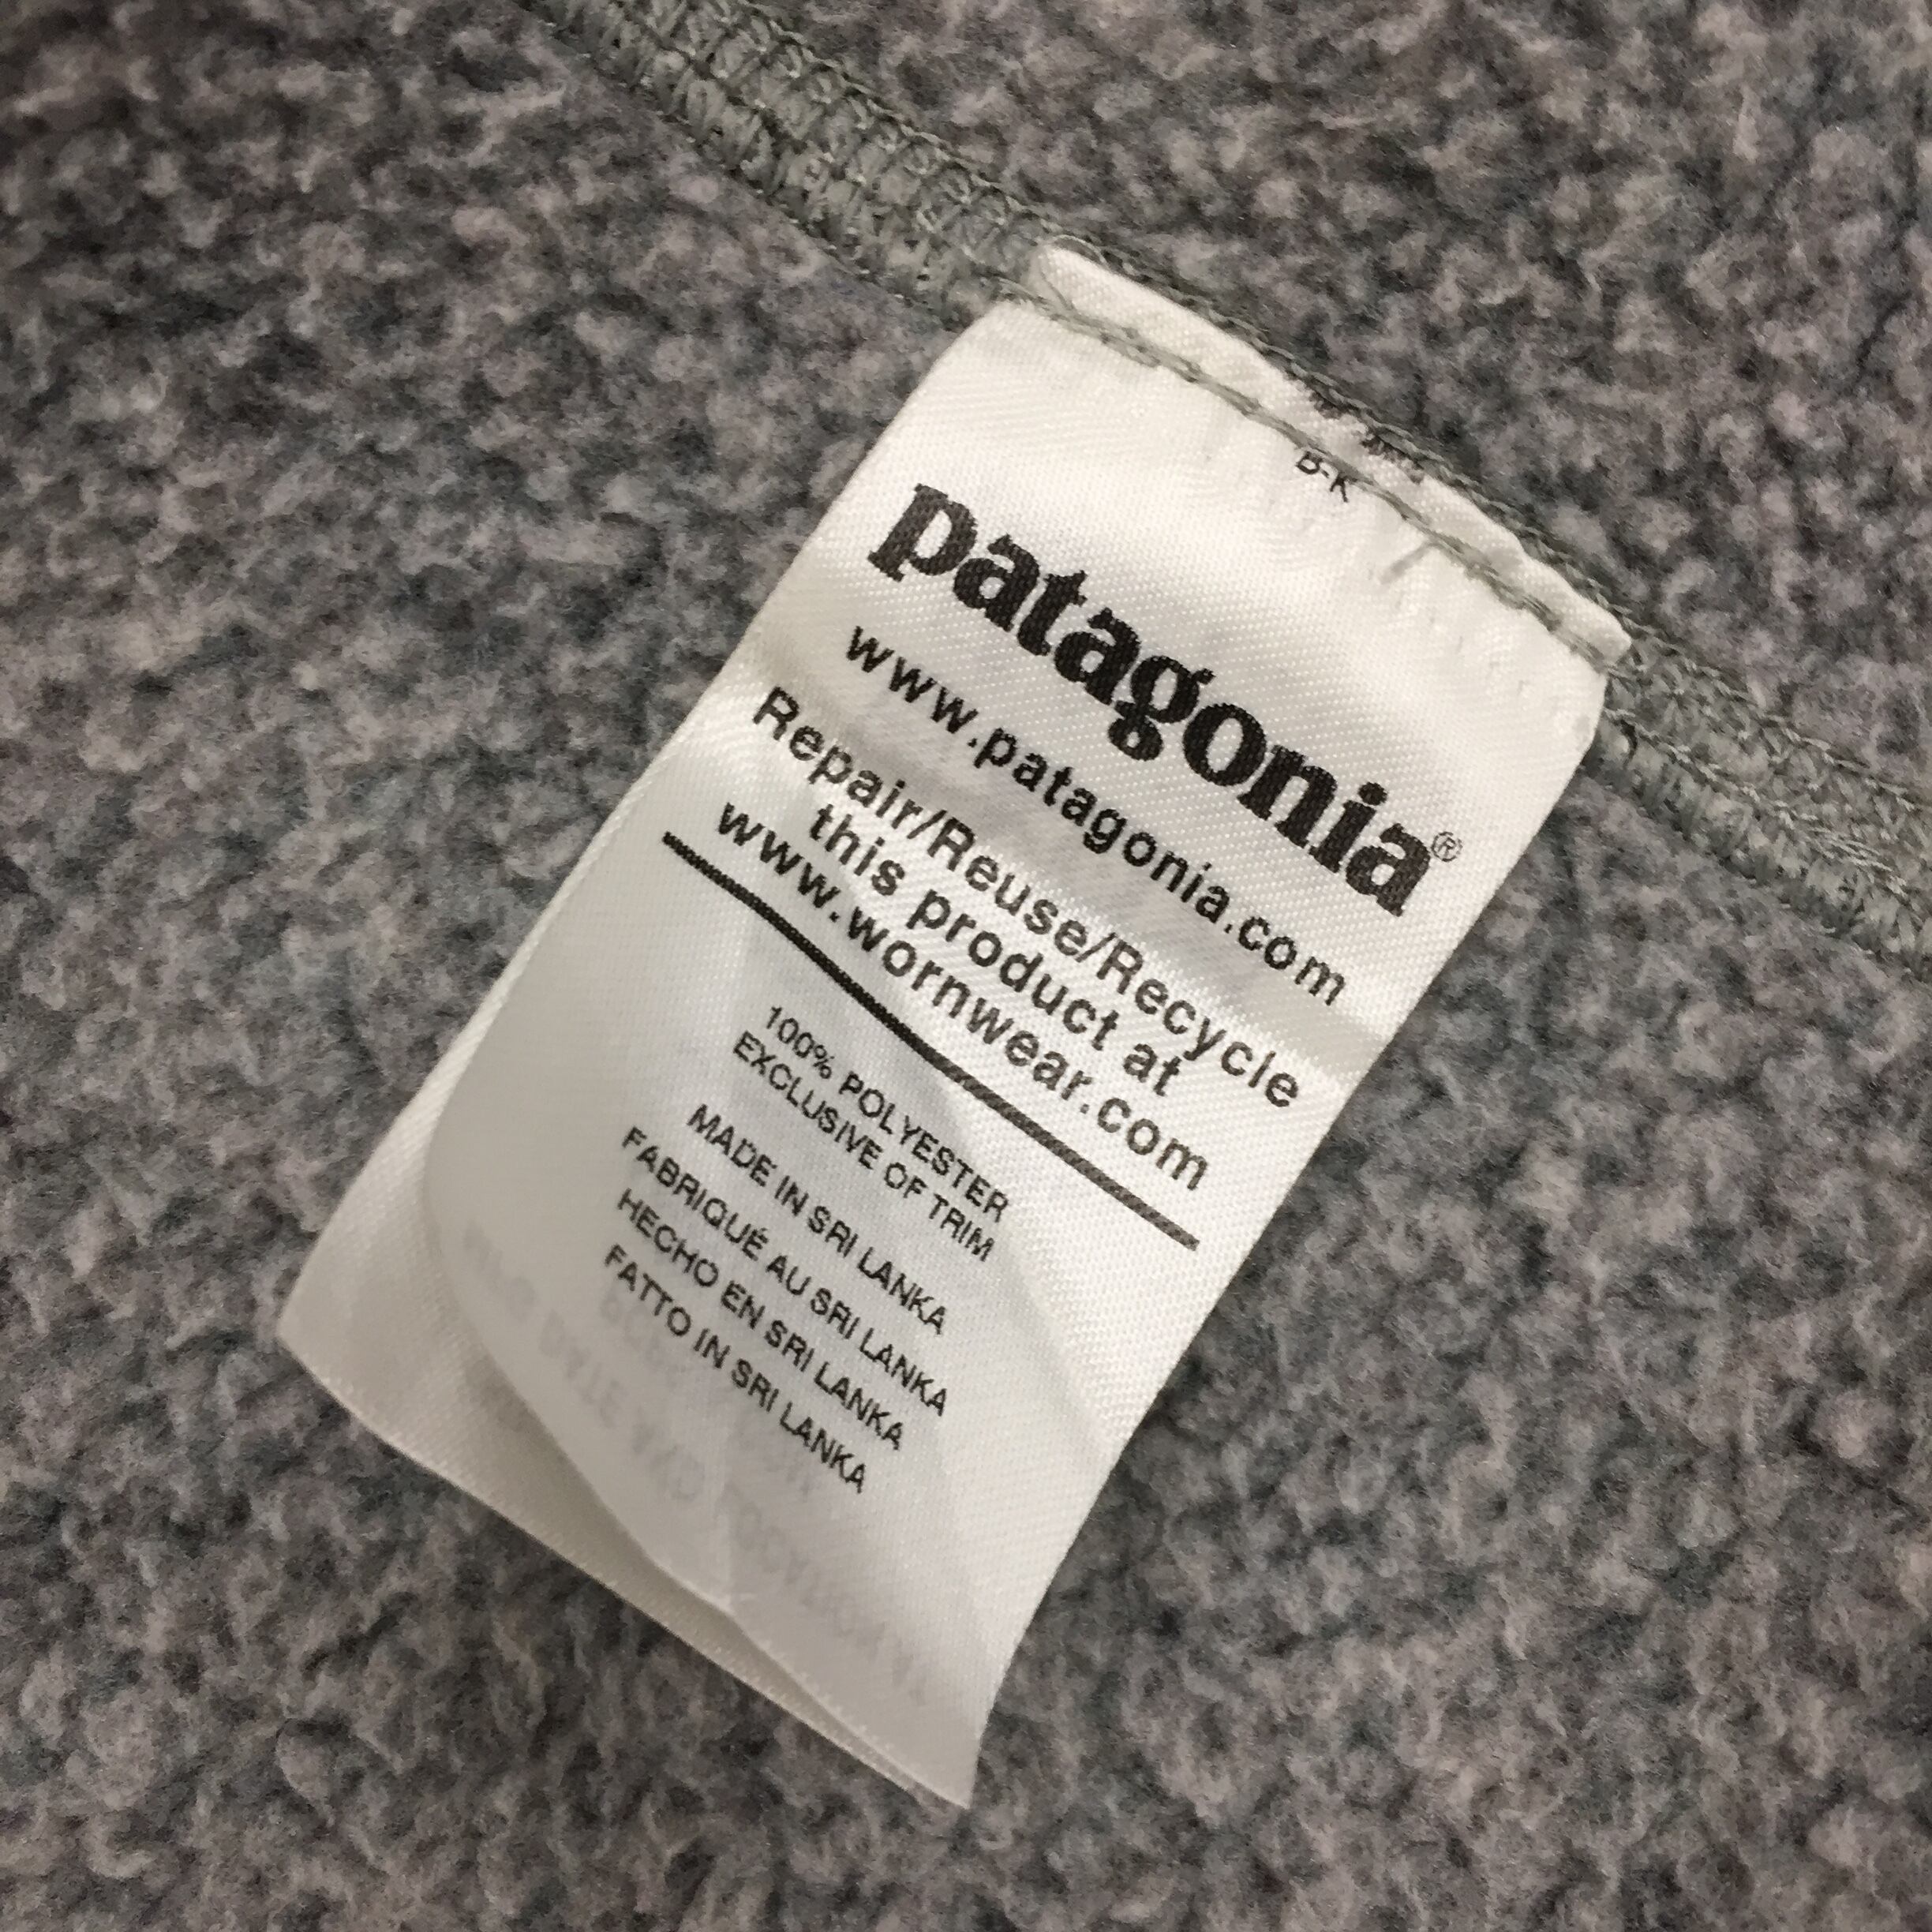 B-K
patagonia®
www.patagonia.com
Repair/Reuse/Recycle
this product at
www.wornwear.com
100% POLYESTER
EXCLUSIVE OF TRIM
MADE IN SRI LANKA
FABRIQUÉ AU SRI LANKA
HECHO EN SRI LANKA
FATTO IN SRI LANKA